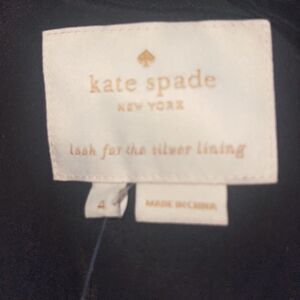 kate spade
NEW YORK
look for the silver lining
4
MADE IN CHINA